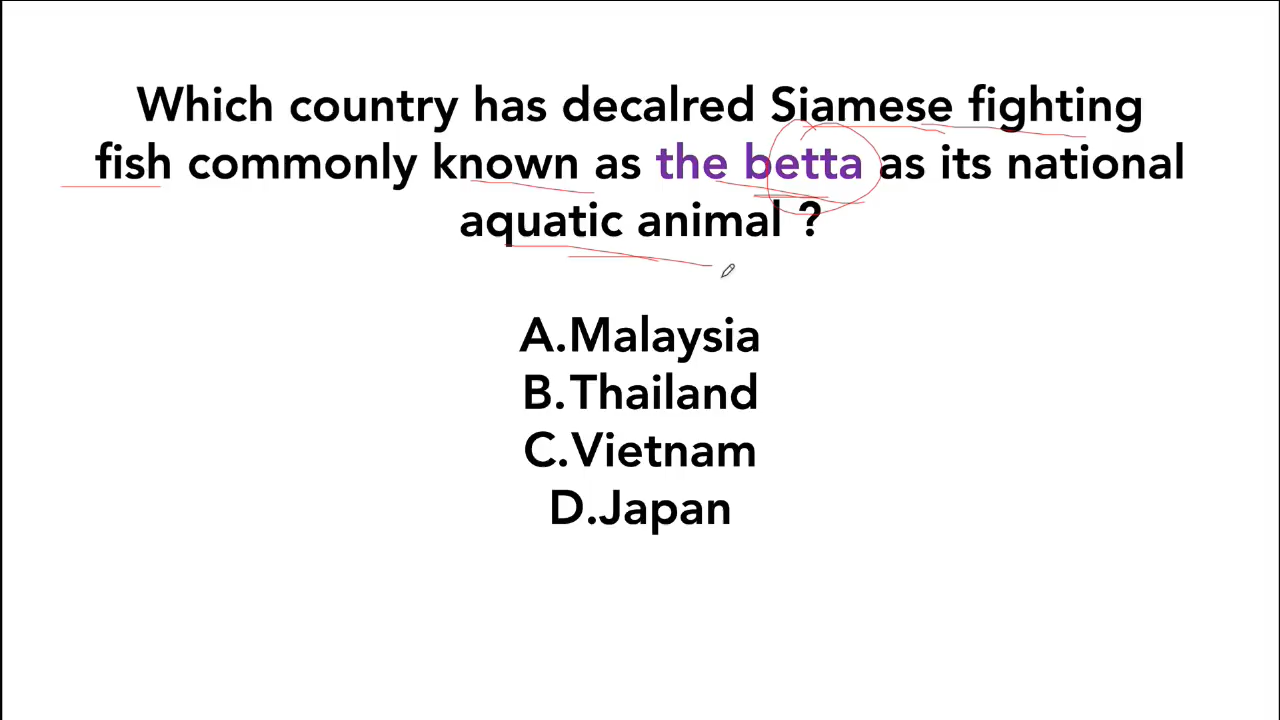 Which country has decalred Siamese fighting
fish commonly known as the betta as its national
aquatic animal ?
A.Malaysia
B.Thailand
C.Vietnam
D.Japan